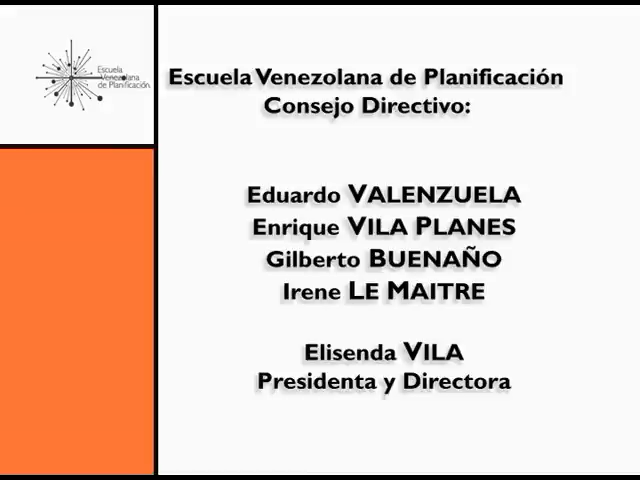 Escuela
Venezolana
de Planificación
Escuela Venezolana de Planificación
Consejo Directivo:
Eduardo VALENZUELA
Enrique VILA PLANES
Gilberto BUENAÑO
Irene LE MAITRE
Elisenda VILA
Presidenta y Directora